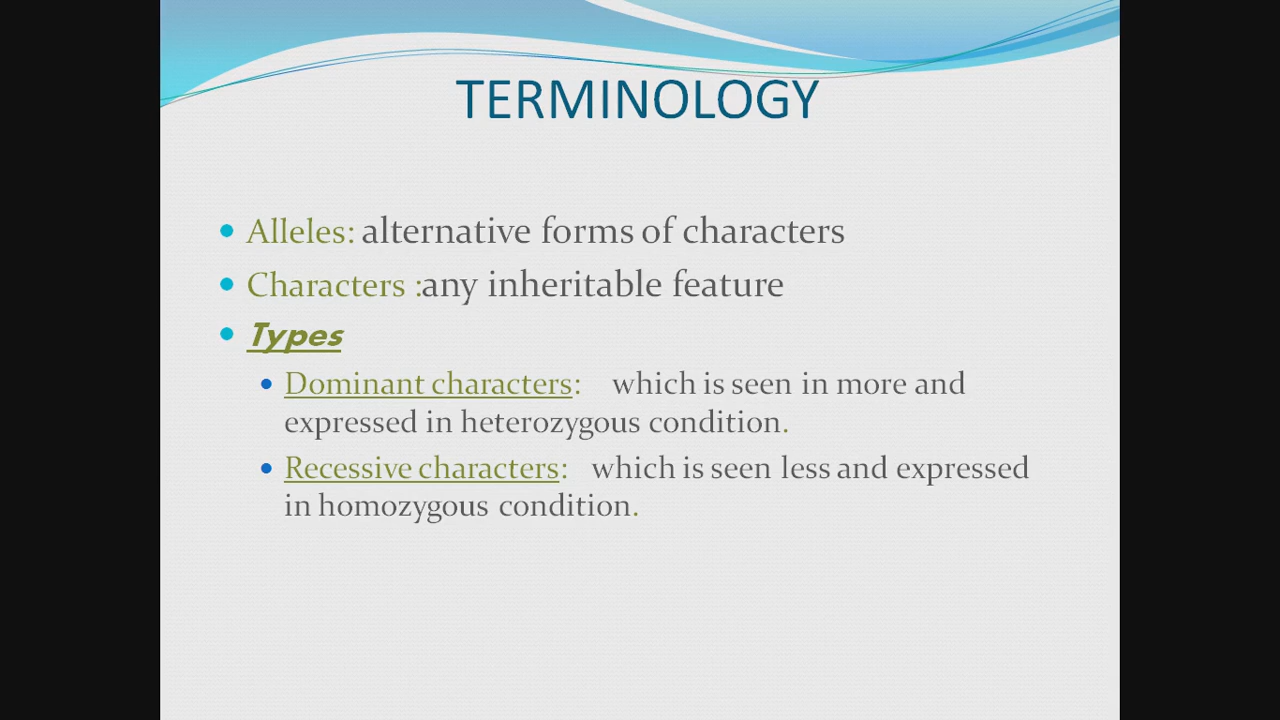 TERMINOLOGY
Alleles: alternative forms of characters
Characters :any inheritable feature
Types
Dominant characters: which is seen in more and
expressed in heterozygous condition.
Recessive characters: which is seen less and expressed
in homozygous condition.